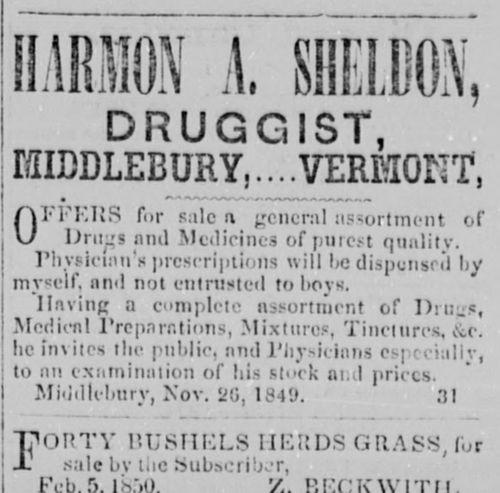 HARMON A. SHELDON,
DRUGGIST,
MIDDLEBURY,....VERMONT,
OFFERS for sale a general assortment of
Drugs and Medicines of purest quality.
Physician's prescriptions will be dispensed by
myself, and not entrusted to boys.
Having a complete assortment of Drugs,
Medical Preparations, Mixtures, Tinctures, &c.
he invites the public, and Physicians especially,
to an examination of his stock and prices.
Middlebury, Nov. 26, 1849. 31
FORTY BUSHELS HERDS GRASS, for
sale by the Subscriber,
Feb. 5, 1850. Z. BECKWITH.